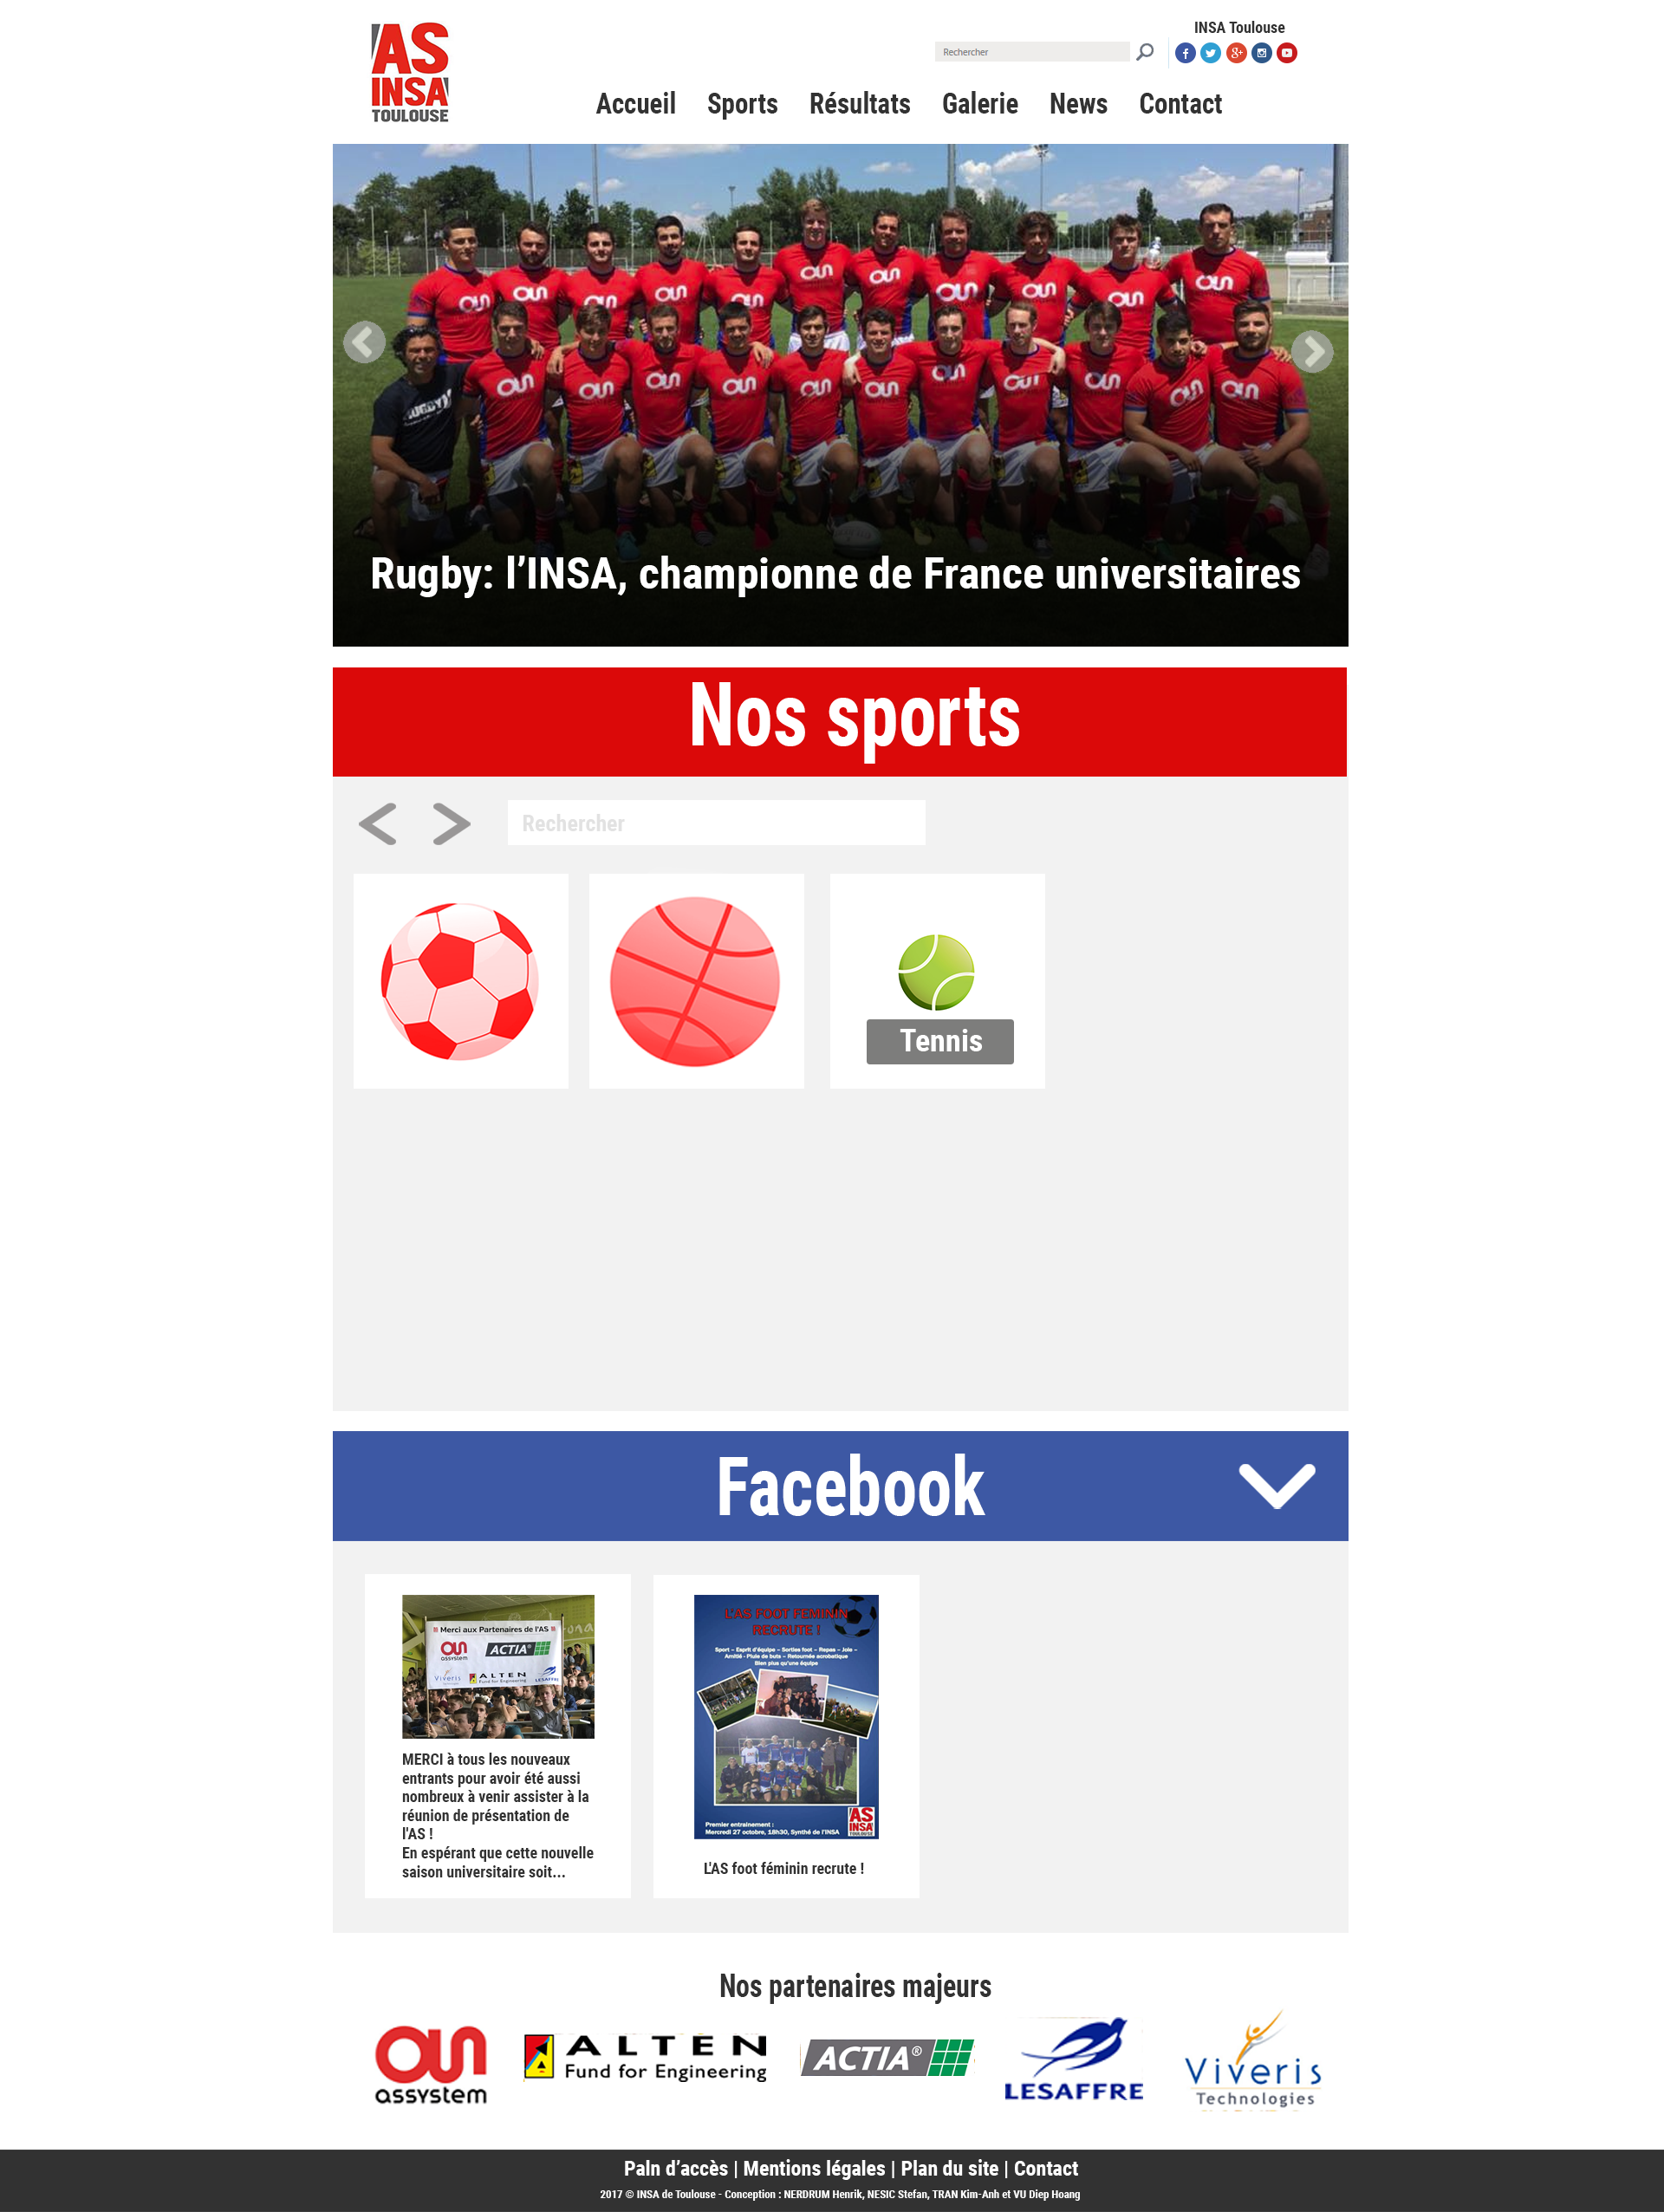 AS
INSA
TOULOUSE
INSA Toulouse
Rechercher
Accueil Sports Résultats Galerie News Contact
Rugby: l’INSA, championne de France universitaires
Nos sports
Rechercher
Tennis
Facebook
Merci aux Partenaires de l'AS
assystem
ACTIA
Viveris
ALTEN
Fund for Engineering
LESAFFRE
MERCI à tous les nouveaux
entrants pour avoir été aussi
nombreux à venir assister à la
réunion de présentation de
l'AS !
En espérant que cette nouvelle
saison universitaire soit...
L'AS FOOT FEMININ
RECRUTE !
Sport – Esprit d'équipe – Sorties foot – Repas – Joie –
Amitié - Pluie de buts – Retournée acrobatique
Bien plus qu'une équipe
Premier entrainement :
Mercredi 27 octobre, 18h30, Synthé de l'INSA
AS
INSA
TOULOUSE
L'AS foot féminin recrute !
Nos partenaires majeurs
assystem
ALTEN
Fund for Engineering
ACTIA®
LESAFFRE
Viveris
Technologies
Paln d’accès | Mentions légales | Plan du site | Contact
2017 © INSA de Toulouse - Conception : NERDRUM Henrik, NESIC Stefan, TRAN Kim-Anh et VU Diep Hoang